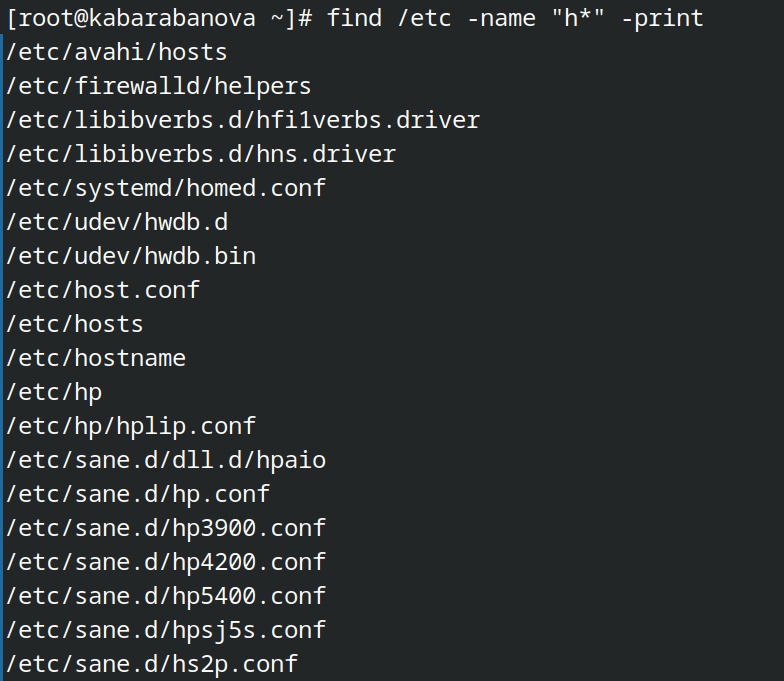 [root@kabarabanova ~]# find /etc -name "h*" -print
/etc/avahi/hosts
/etc/firewalld/helpers
/etc/libibverbs.d/hfi1verbs.driver
/etc/libibverbs.d/hns.driver
/etc/systemd/homed.conf
/etc/udev/hwdb.d
/etc/udev/hwdb.bin
/etc/host.conf
/etc/hosts
/etc/hostname
/etc/hp
/etc/hp/hplip.conf
/etc/sane.d/dll.d/hpaio
/etc/sane.d/hp.conf
/etc/sane.d/hp3900.conf
/etc/sane.d/hp4200.conf
/etc/sane.d/hp5400.conf
/etc/sane.d/hpsj5s.conf
/etc/sane.d/hs2p.conf